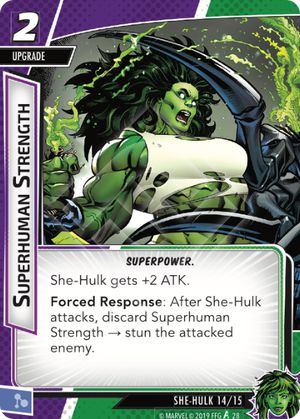 2
UPGRADE
SUPERHUMAN STRENGTH
SUPERPOWER.
She-Hulk gets +2 ATK.
Forced Response: After She-Hulk
attacks, discard Superhuman
Strength → stun the attacked
enemy.
SHE-HULK 14/15
© MARVEL © 2019 FFG 28